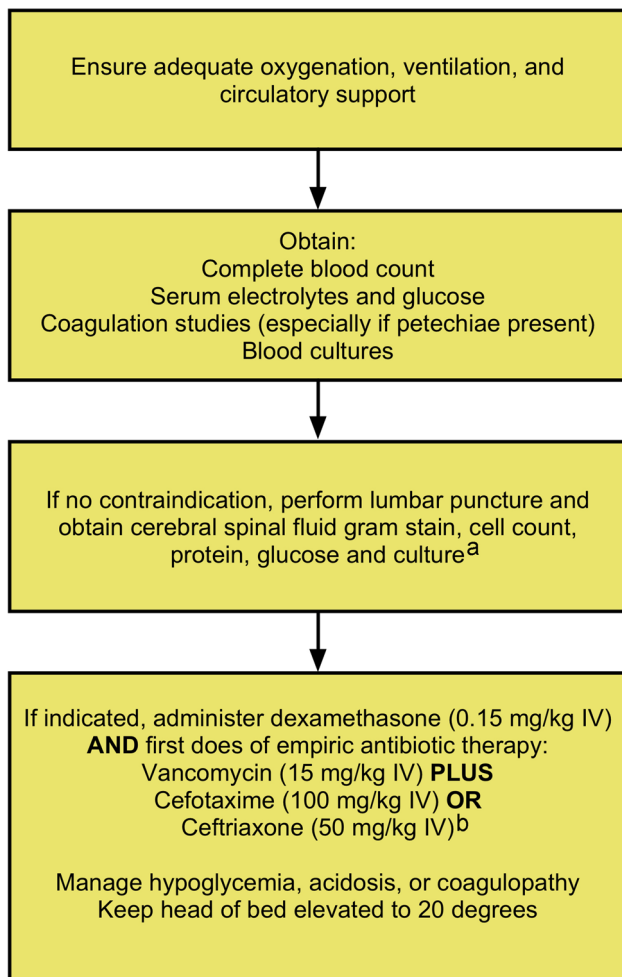 Ensure adequate oxygenation, ventilation, and
circulatory support
Obtain:
Complete blood count
Serum electrolytes and glucose
Coagulation studies (especially if petechiae present)
Blood cultures
If no contraindication, perform lumbar puncture and
obtain cerebral spinal fluid gram stain, cell count,
protein, glucose and culture^a
If indicated, administer dexamethasone (0.15 mg/kg IV)
AND first does of empiric antibiotic therapy:
Vancomycin (15 mg/kg IV) PLUS
Cefotaxime (100 mg/kg IV) OR
Ceftriaxone (50 mg/kg IV)^b
Manage hypoglycemia, acidosis, or coagulopathy
Keep head of bed elevated to 20 degrees